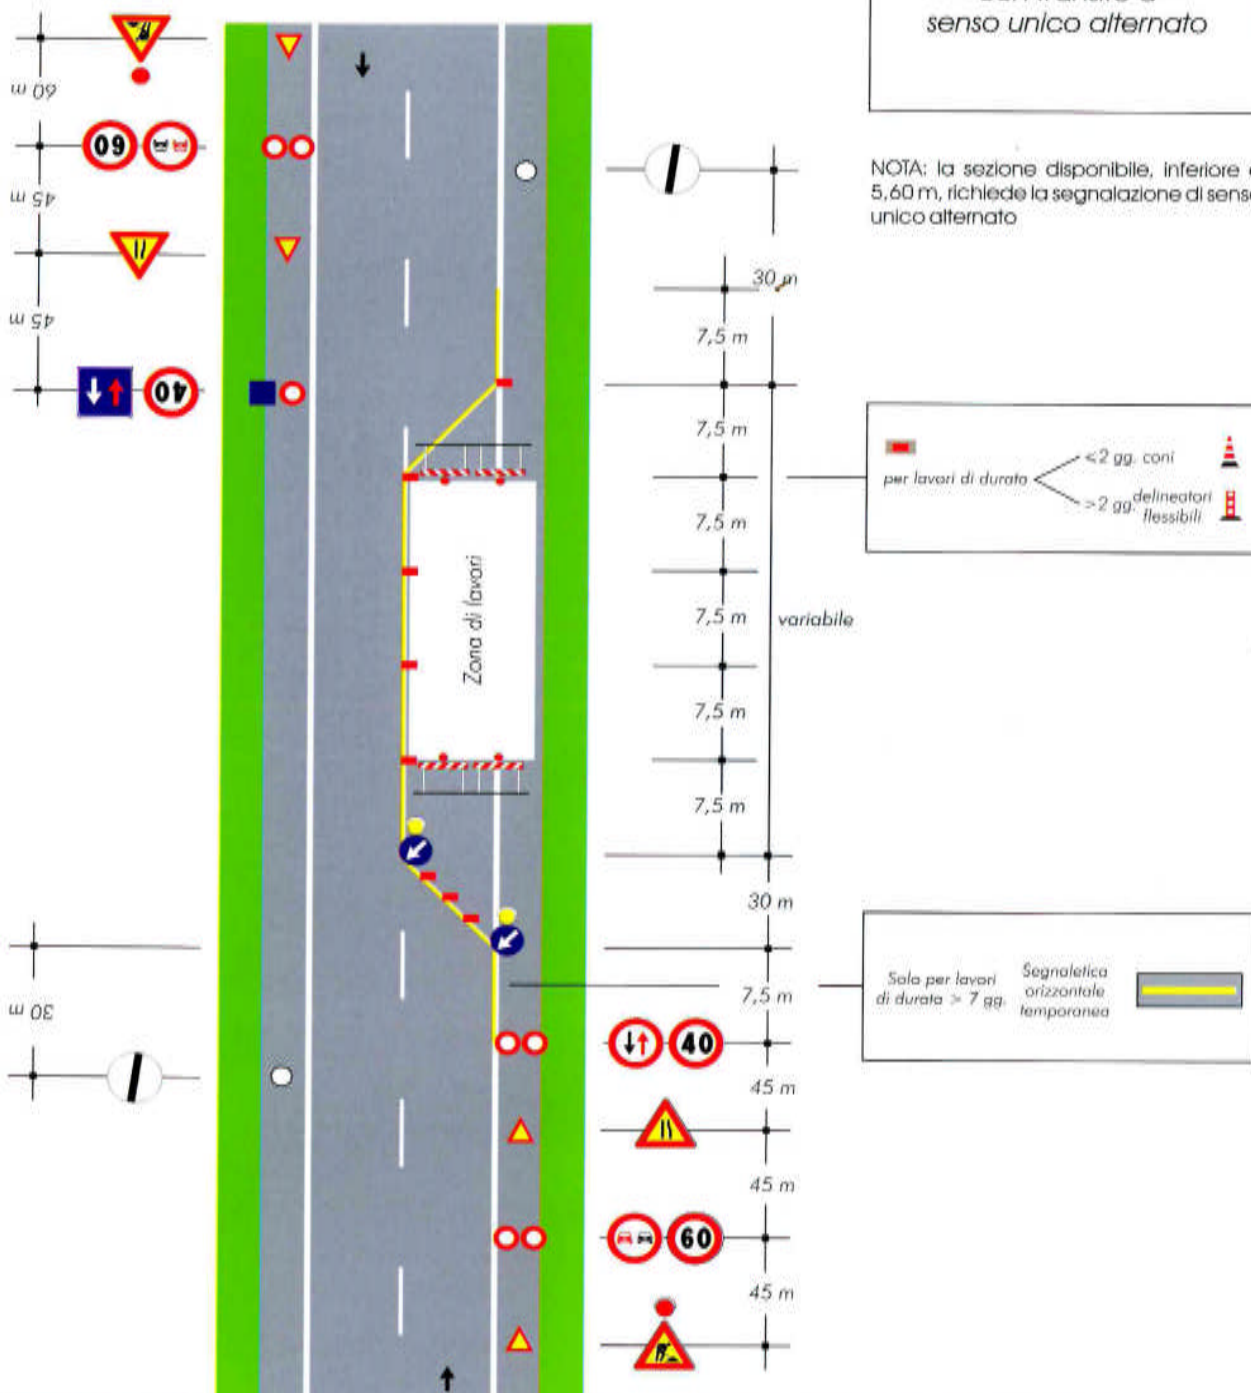 senso unico alternato
NOTA: la sezione disponibile, inferiore
5,60 m, richiede la segnalazione di senso
unico alternato
60 m
60
45 m
45 m
40
30 m
30 m
7,5 m
7,5 m
7,5 m
7,5 m
7,5 m
7,5 m
variabile
Zona di lavori
per lavori di durata
<2 gg. coni
>2 gg. delineatori
flessibili
30 m
7,5 m
Solo per lavori
di durata > 7 gg.
Segnaletica
orizzontale
temporanea
40
45 m
45 m
60
45 m